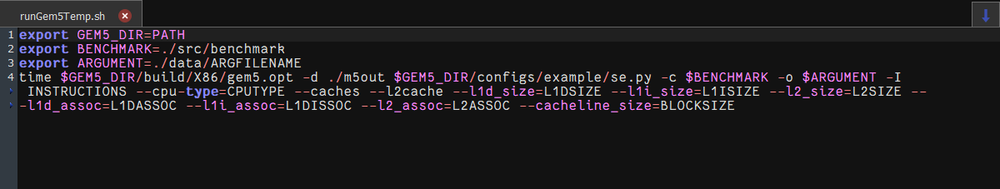 runGem5Temp.sh
1 export GEM5_DIR=PATH
2 export BENCHMARK=./src/benchmark
3 export ARGUMENT=./data/ARGFILENAME
4 time $GEM5_DIR/build/X86/gem5.opt -d ./m5out $GEM5_DIR/configs/example/se.py -c $BENCHMARK -o $ARGUMENT -I
INSTRUCTIONS --cpu-type=CPUTYPE --caches --l2cache --l1d_size=L1DSIZE --l1i_size=L1ISIZE --l2_size=L2SIZE --
-l1d_assoc=L1DASSOC --l1i_assoc=L1DISSOC --l2_assoc=L2ASSOC --cacheline_size=BLOCKSIZE